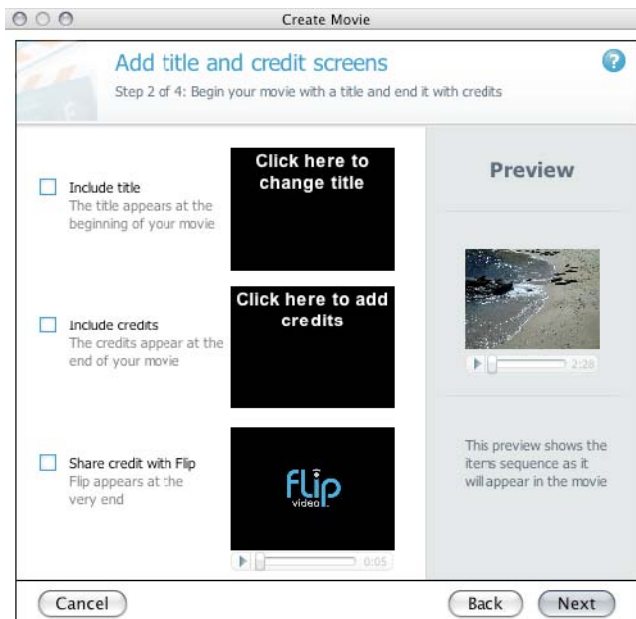 Create Movie
Add title and credit screens
Step 2 of 4: Begin your movie with a title and end it with credits
?
Include title
The title appears at the
beginning of your movie
Click here to
change title
Include credits
The credits appear at the
end of your movie
Click here to add
credits
Share credit with Flip
Flip appears at the
very end
flip
video
0:05
Preview
2:28
This preview shows the
items sequence as it
will appear in the movie
Cancel
Back
Next